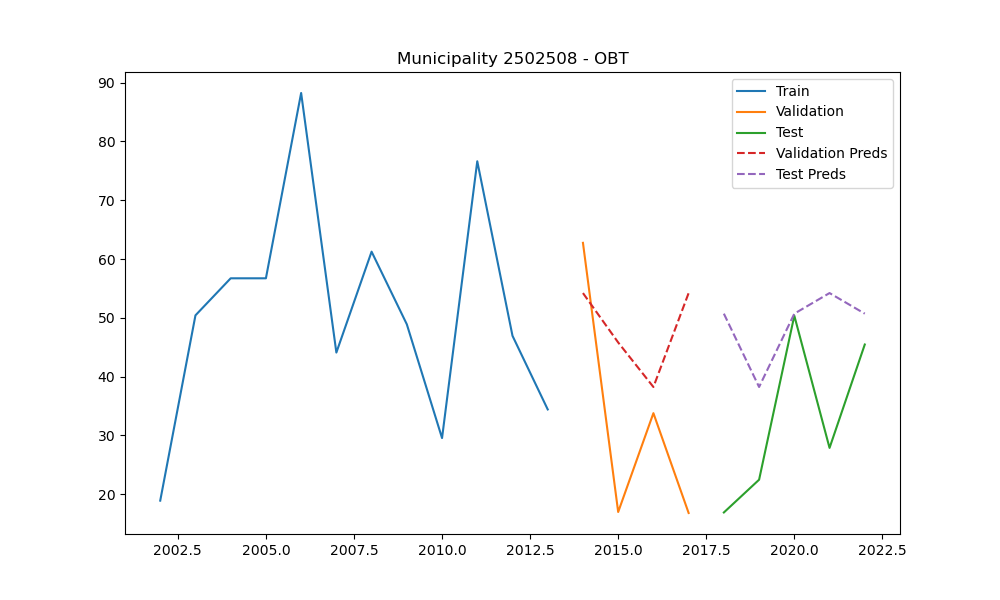 Municipality 2502508 - OBT
90
80
70
60
50
40
30
20
2002.5 2005.0 2007.5 2010.0 2012.5 2015.0 2017.5 2020.0 2022.5
Train
Validation
Test
Validation Preds
Test Preds